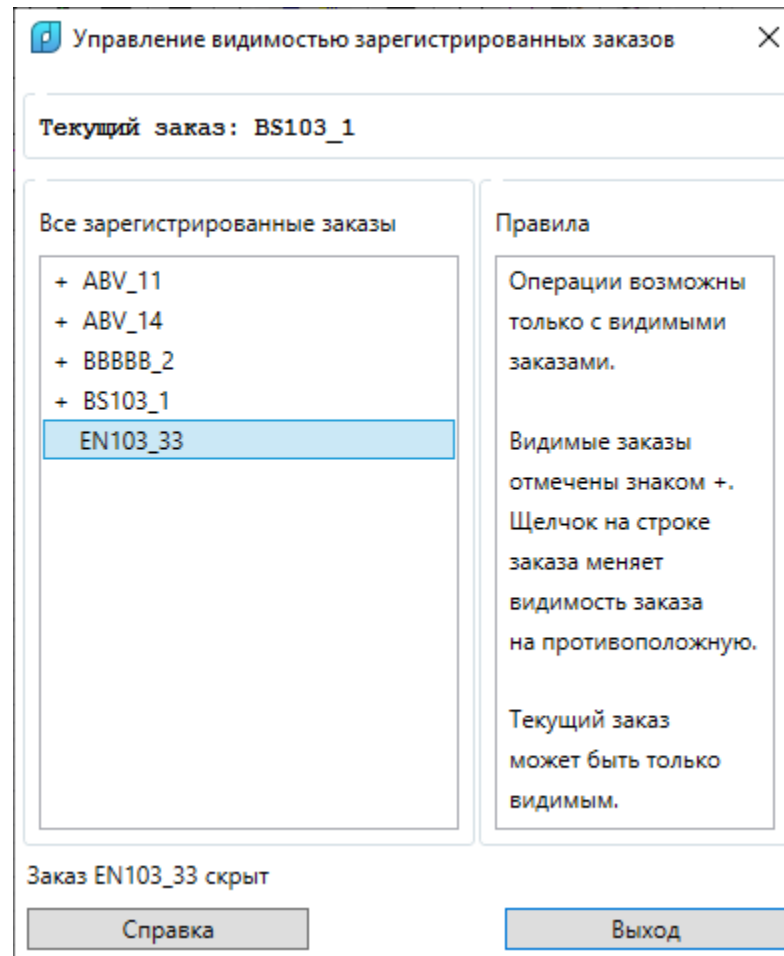 Управление видимостью зарегистрированных заказов
Текущий заказ: BS103_1
Все зарегистрированные заказы
+ ABV_11
+ ABV_14
+ BBBBB_2
+ BS103_1
EN103_33
Правила
Операции возможны
только с видимыми
заказами.
Видимые заказы
отмечены знаком +.
Щелчок на строке
заказа меняет
видимость заказа
на противоположную.
Текущий заказ
может быть только
видимым.
Заказ EN103_33 скрыт
Справка
Выход